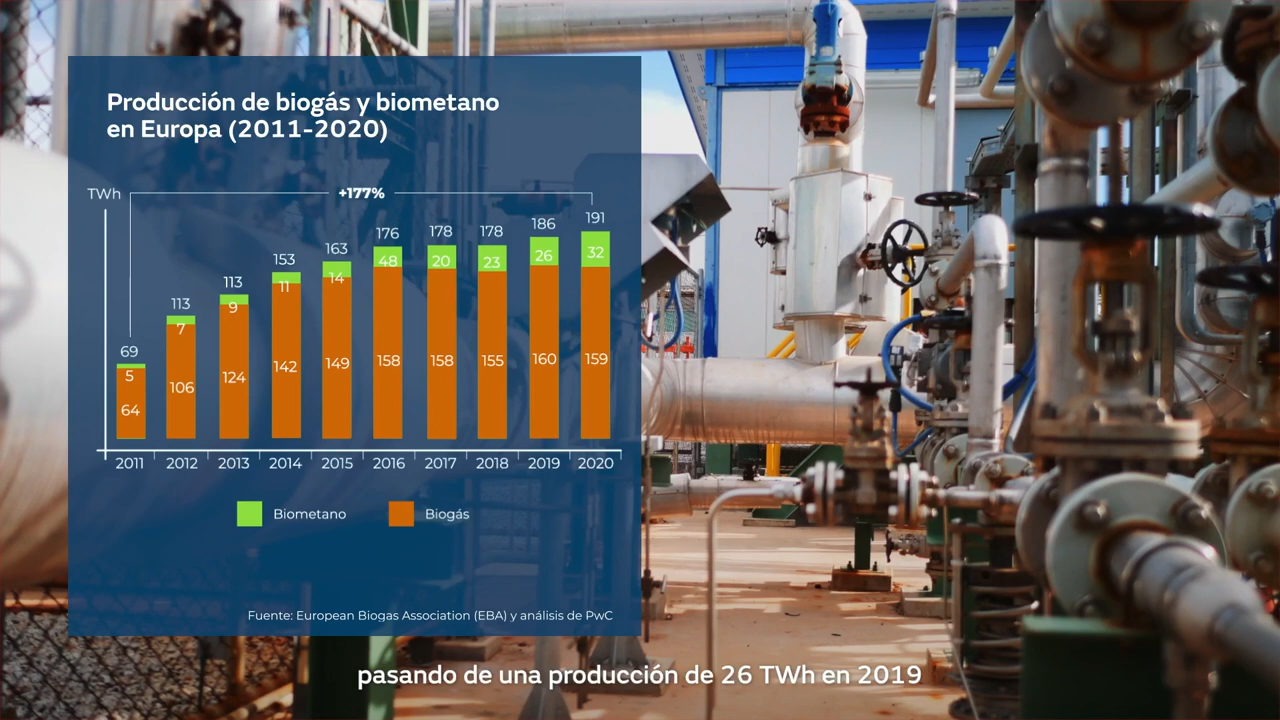 Producción de biogás y biometano
en Europa (2011-2020)
TWh
+177%
69 113 113 153 163 176 178 178 186 191
5 7 9 11 14 48 20 23 26 32
64 106 124 142 149 158 158 155 160 159
2011 2012 2013 2014 2015 2016 2017 2018 2019 2020
Biometano Biogás
Fuente: European Biogas Association (EBA) y análisis de PwC
pasando de una producción de 26 TWh en 2019